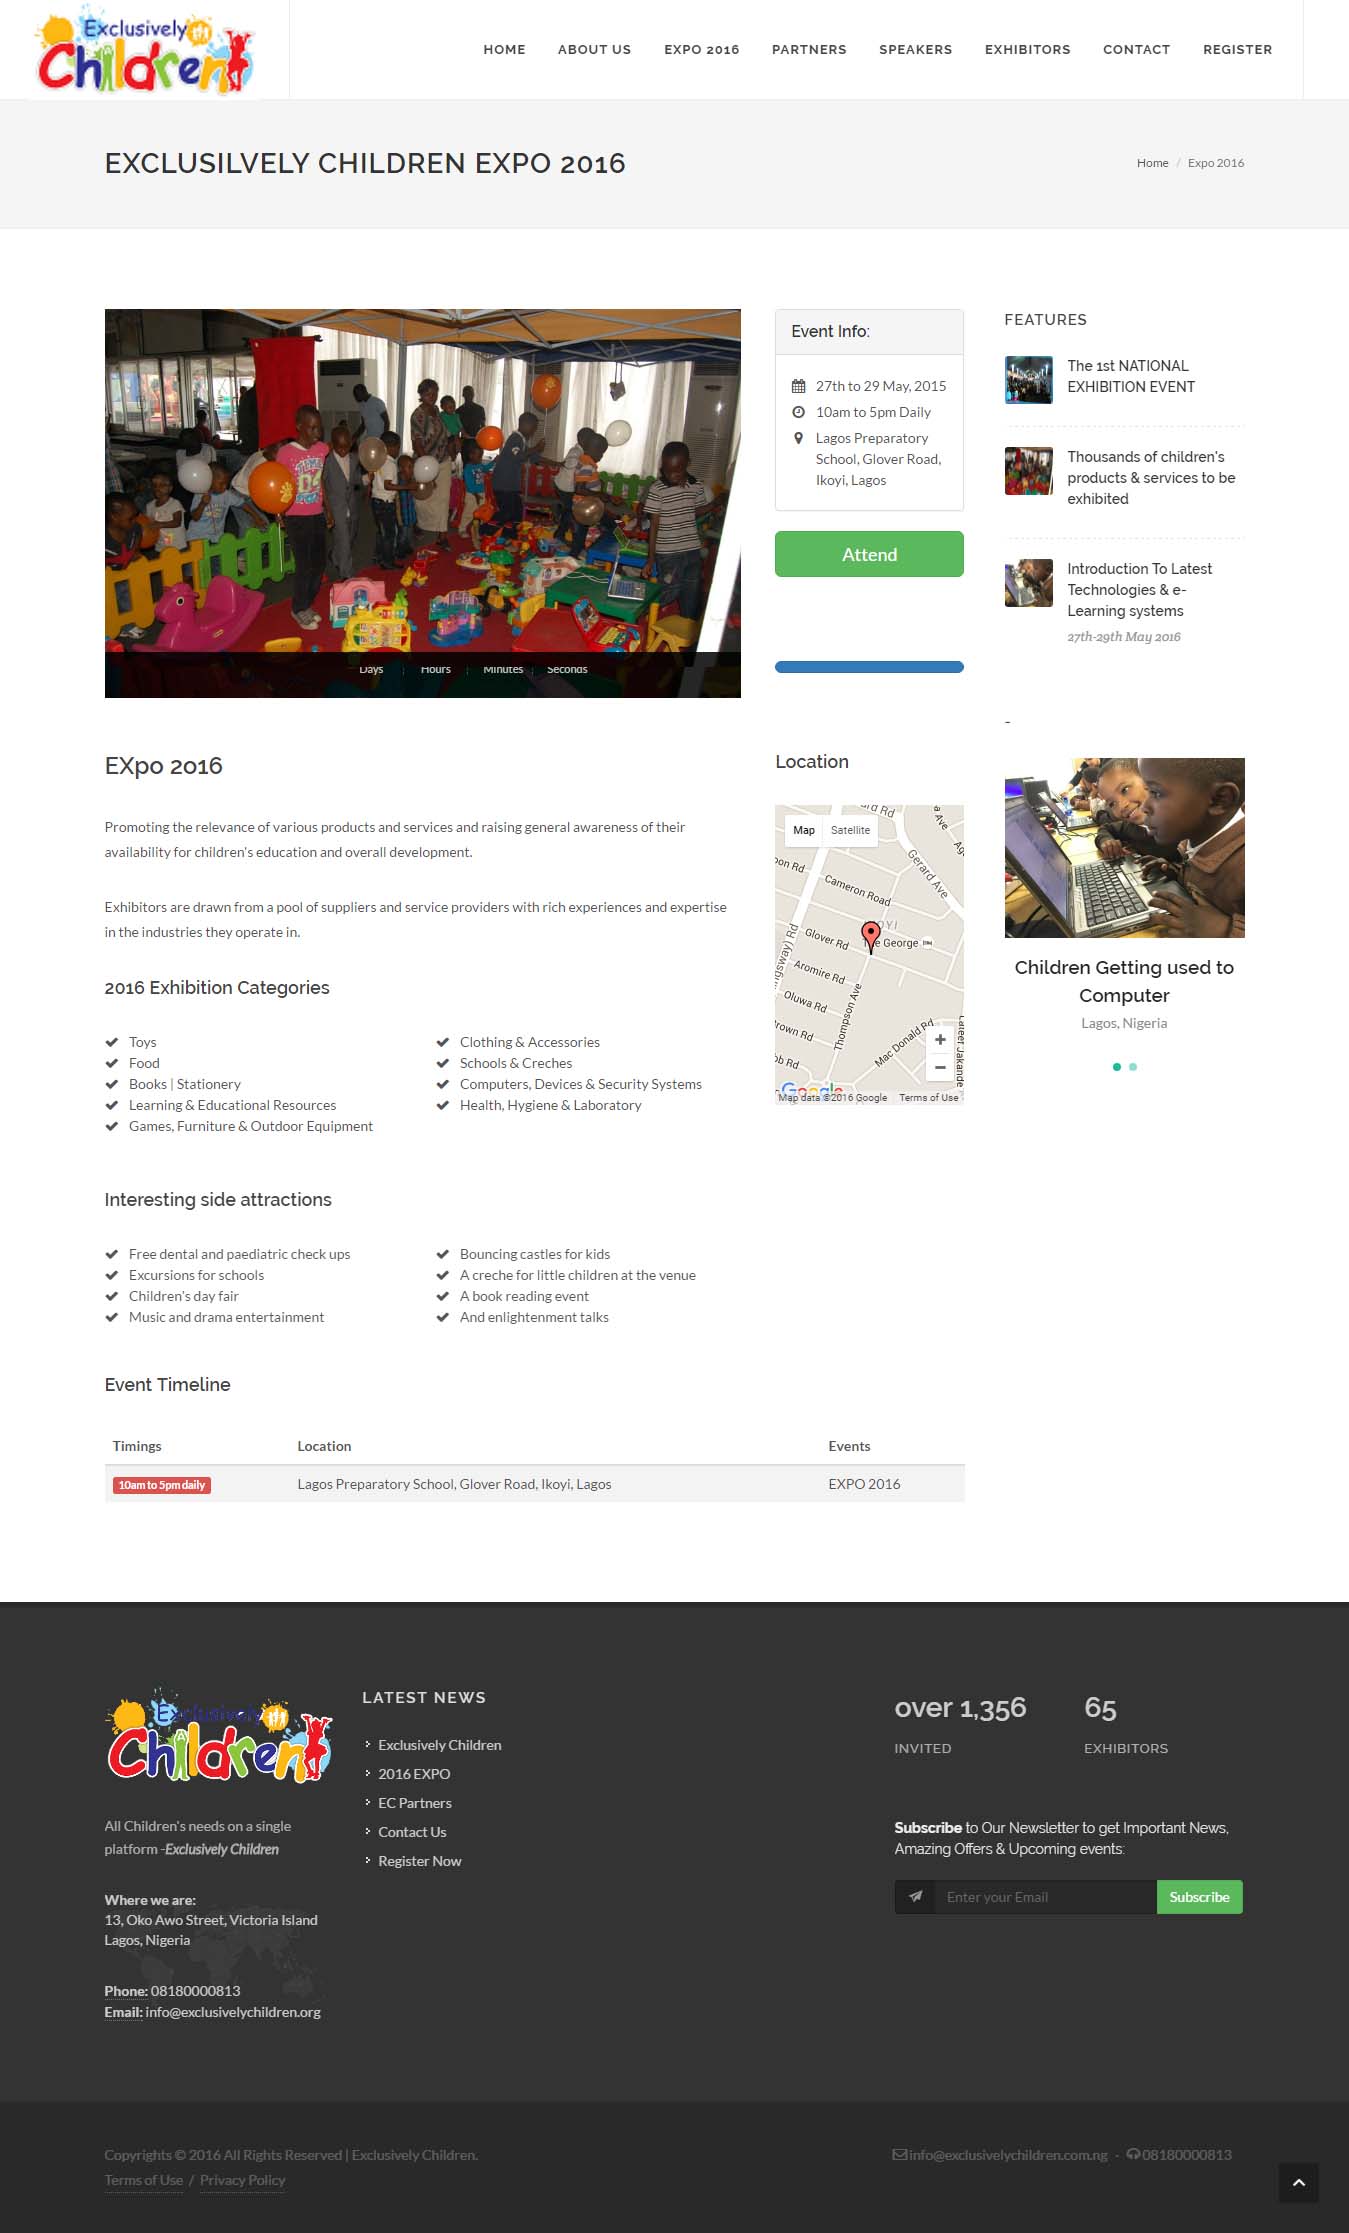 Exclusively
Children
HOME
ABOUT US
EXPO 2016
PARTNERS
SPEAKERS
EXHIBITORS
CONTACT
REGISTER
EXCLUSILVELY CHILDREN EXPO 2016
Home / Expo 2016
Days
Hours
Minutes
Seconds
Event Info:
27th to 29 May, 2015
10am to 5pm Daily
Lagos Preparatory
School, Glover Road,
Ikoyi, Lagos
Attend
FEATURES
The 1st NATIONAL
EXHIBITION EVENT
Thousands of children's
products & services to be
exhibited
Introduction To Latest
Technologies & e-
Learning systems
27th-29th May 2016
-
EXpo 2016
Promoting the relevance of various products and services and raising general awareness of their
availability for children's education and overall development.
Exhibitors are drawn from a pool of suppliers and service providers with rich experiences and expertise
in the industries they operate in.
2016 Exhibition Categories
Toys
Food
Books | Stationery
Learning & Educational Resources
Games, Furniture & Outdoor Equipment
Clothing & Accessories
Schools & Creches
Computers, Devices & Security Systems
Health, Hygiene & Laboratory
Interesting side attractions
Free dental and paediatric check ups
Excursions for schools
Children's day fair
Music and drama entertainment
Bouncing castles for kids
A creche for little children at the venue
A book reading event
And enlightenment talks
Location
Map
Satellite
Gerard Ave
Cameron Road
Glover Rd
The George
Aromire Rd
Oluwa Rd
Thompson Ave
Mac Donald Rd
+
−
Google
Map data ©2016 Google
Terms of Use
Children Getting used to
Computer
Lagos, Nigeria
Event Timeline
Timings
Location
Events
10am to 5pm daily
Lagos Preparatory School, Glover Road, Ikoyi, Lagos
EXPO 2016
Exclusively
Children
All Children's needs on a single
platform -Exclusively Children
Where we are:
13, Oko Awo Street, Victoria Island
Lagos, Nigeria
Phone: 08180000813
Email: info@exclusivelychildren.org
LATEST NEWS
Exclusively Children
2016 EXPO
EC Partners
Contact Us
Register Now
over 1,356
INVITED
65
EXHIBITORS
Subscribe to Our Newsletter to get Important News,
Amazing Offers & Upcoming events:
Enter your Email
Subscribe
Copyrights © 2016 All Rights Reserved | Exclusively Children.
Terms of Use / Privacy Policy
info@exclusivelychildren.com.ng · 08180000813